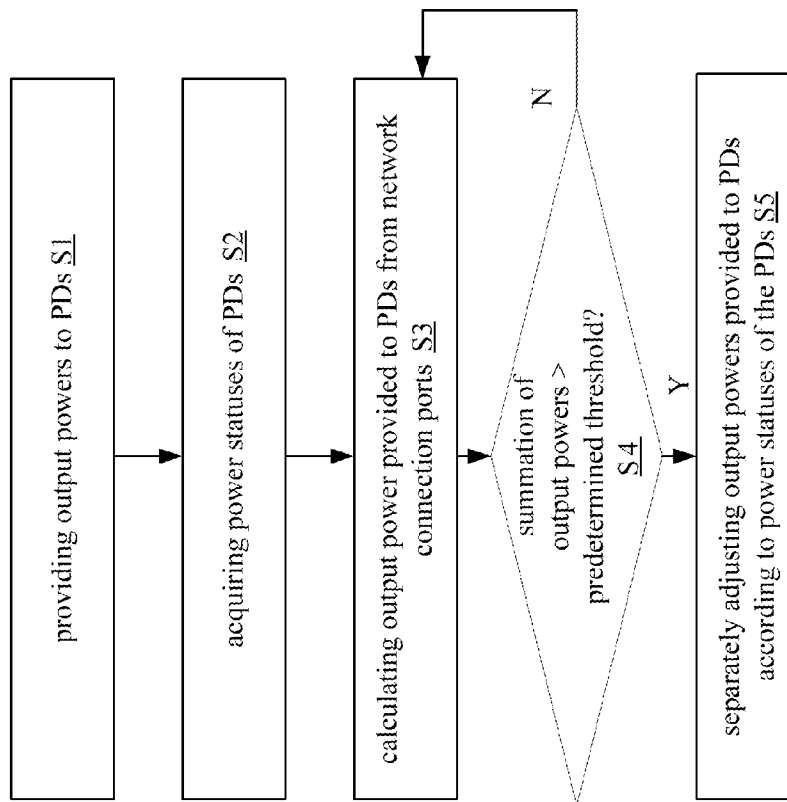 providing output powers to PDs S1
acquiring power statuses of PDs S2
calculating output power provided to PDs from network
connection ports S3
summation of
output powers >
predetermined threshold?
S4
N
Y
separately adjusting output powers provided to PDs
according to power statuses of the PDs S5